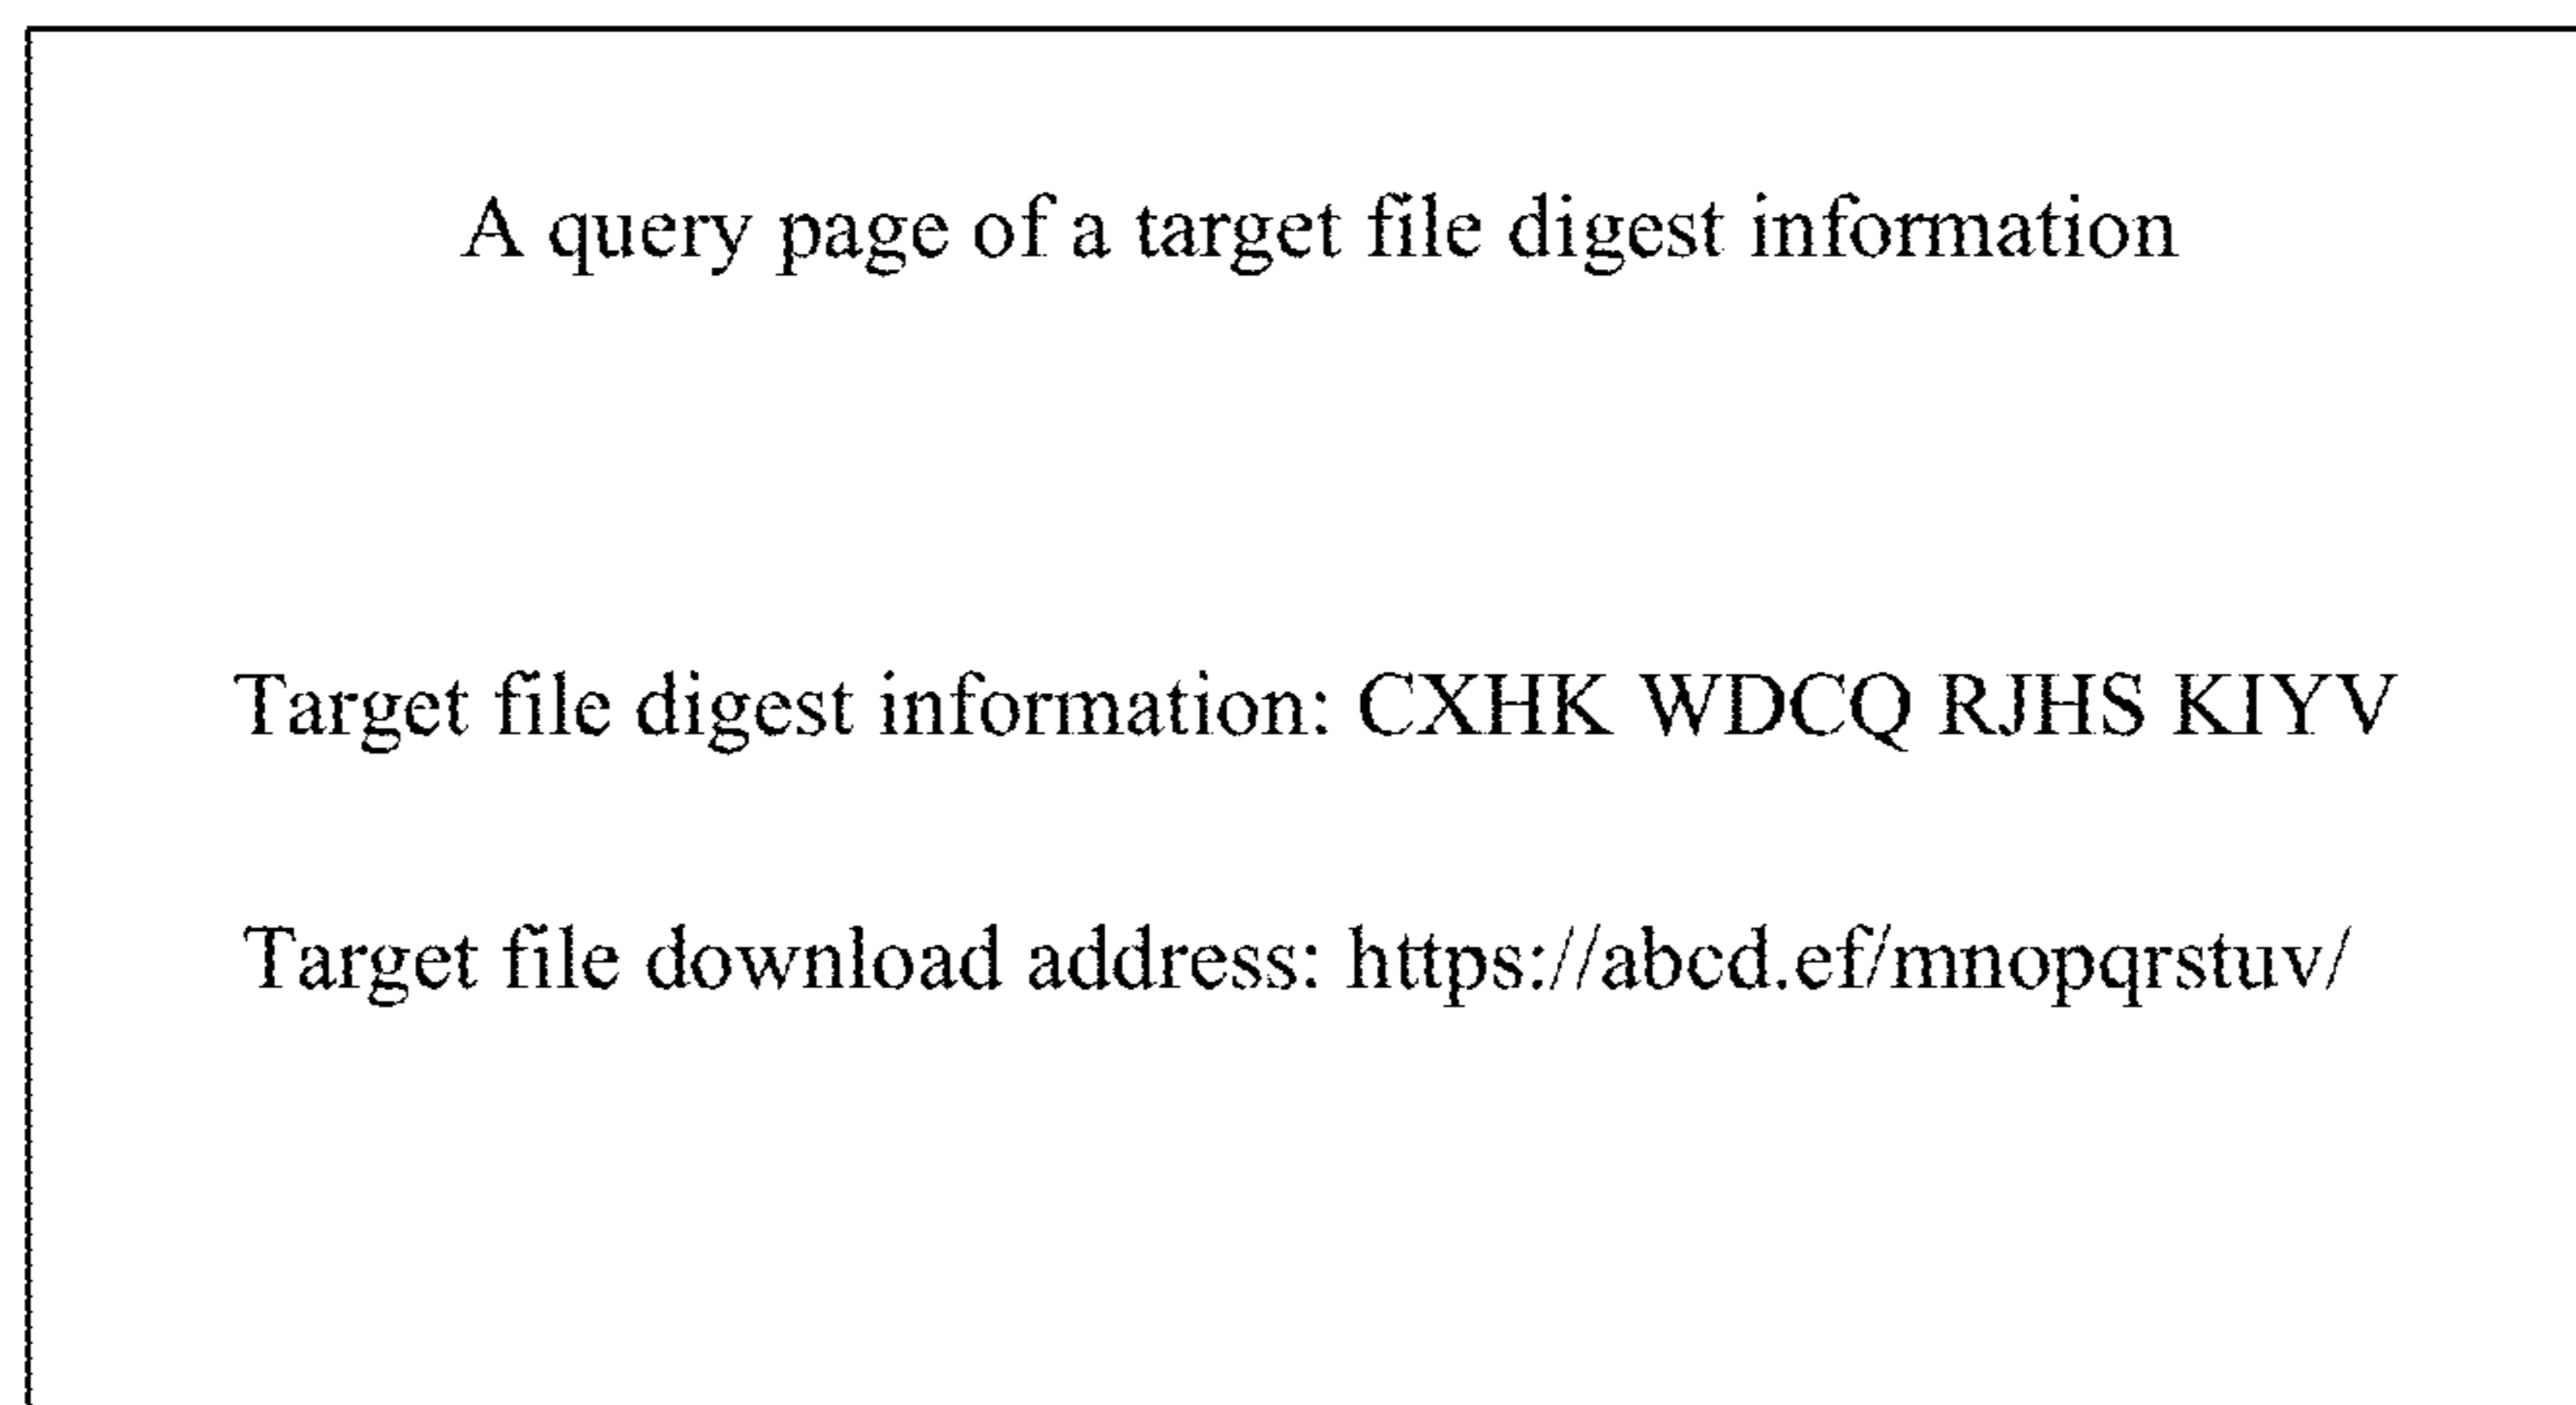 A query page of a target file digest information
Target file digest information: CXHK WDCQ RJHS KIYV
Target file download address: https://abcd.ef/mnopqrstuv/